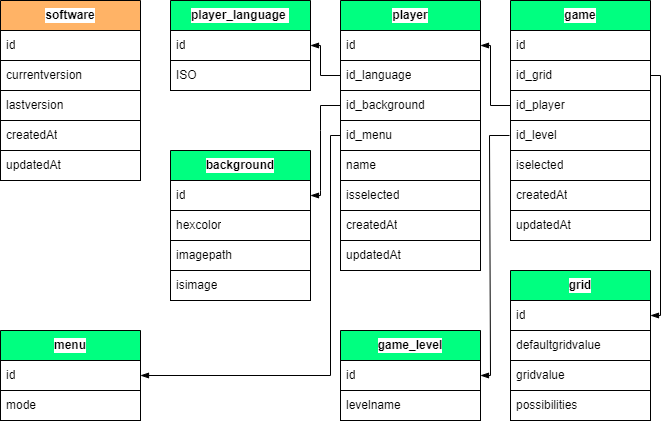 software
id
currentversion
lastversion
createdAt
updatedAt
player_language
id
ISO
player
id
id_language
id_background
id_menu
name
isselected
createdAt
updatedAt
game
id
id_grid
id_player
id_level
iselected
createdAt
updatedAt
background
id
hexcolor
imagepath
isimage
menu
id
mode
game_level
id
levelname
grid
id
defaultgridvalue
gridvalue
possibilities